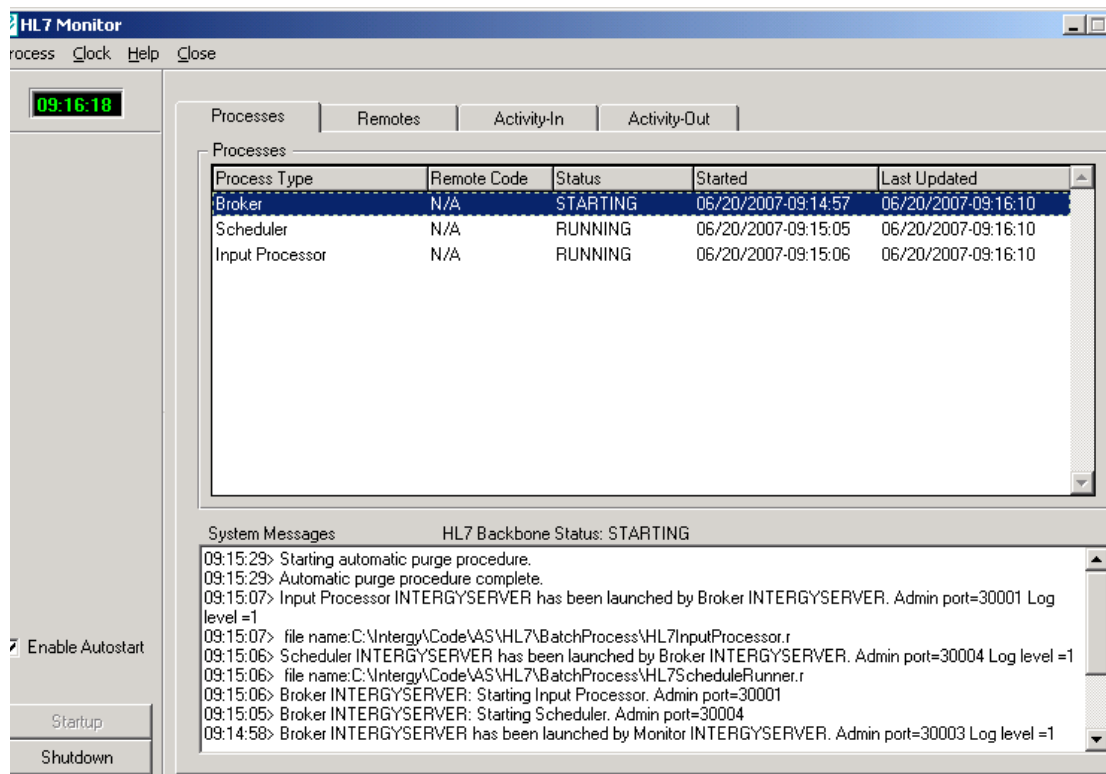 HL7 Monitor
rocess Clock Help Close
09:16:18
Processes Remotes Activity-In Activity-Out
Processes
Process Type Remote Code Status Started Last Updated
Broker N/A STARTING 06/20/2007-09:14:57 06/20/2007-09:16:10
Scheduler N/A RUNNING 06/20/2007-09:15:05 06/20/2007-09:16:10
Input Processor N/A RUNNING 06/20/2007-09:15:06 06/20/2007-09:16:10
System Messages HL7 Backbone Status: STARTING
09:15:29> Starting automatic purge procedure.
09:15:29> Automatic purge procedure complete.
09:15:07> Input Processor INTERGYSERVER has been launched by Broker INTERGYSERVER. Admin port=30001 Log
level =1
09:15:07> file name:C:\Intergy\Code\AS\HL7\BatchProcess\HL7InputProcessor.r
09:15:06> Scheduler INTERGYSERVER has been launched by Broker INTERGYSERVER. Admin port=30004 Log level =1
09:15:06> file name:C:\Intergy\Code\AS\HL7\BatchProcess\HL7ScheduleRunner.r
09:15:06> Broker INTERGYSERVER: Starting Input Processor. Admin port=30001
09:15:05> Broker INTERGYSERVER: Starting Scheduler. Admin port=30004
09:14:58> Broker INTERGYSERVER has been launched by Monitor INTERGYSERVER. Admin port=30003 Log level =1
Enable Autostart
Startup
Shutdown